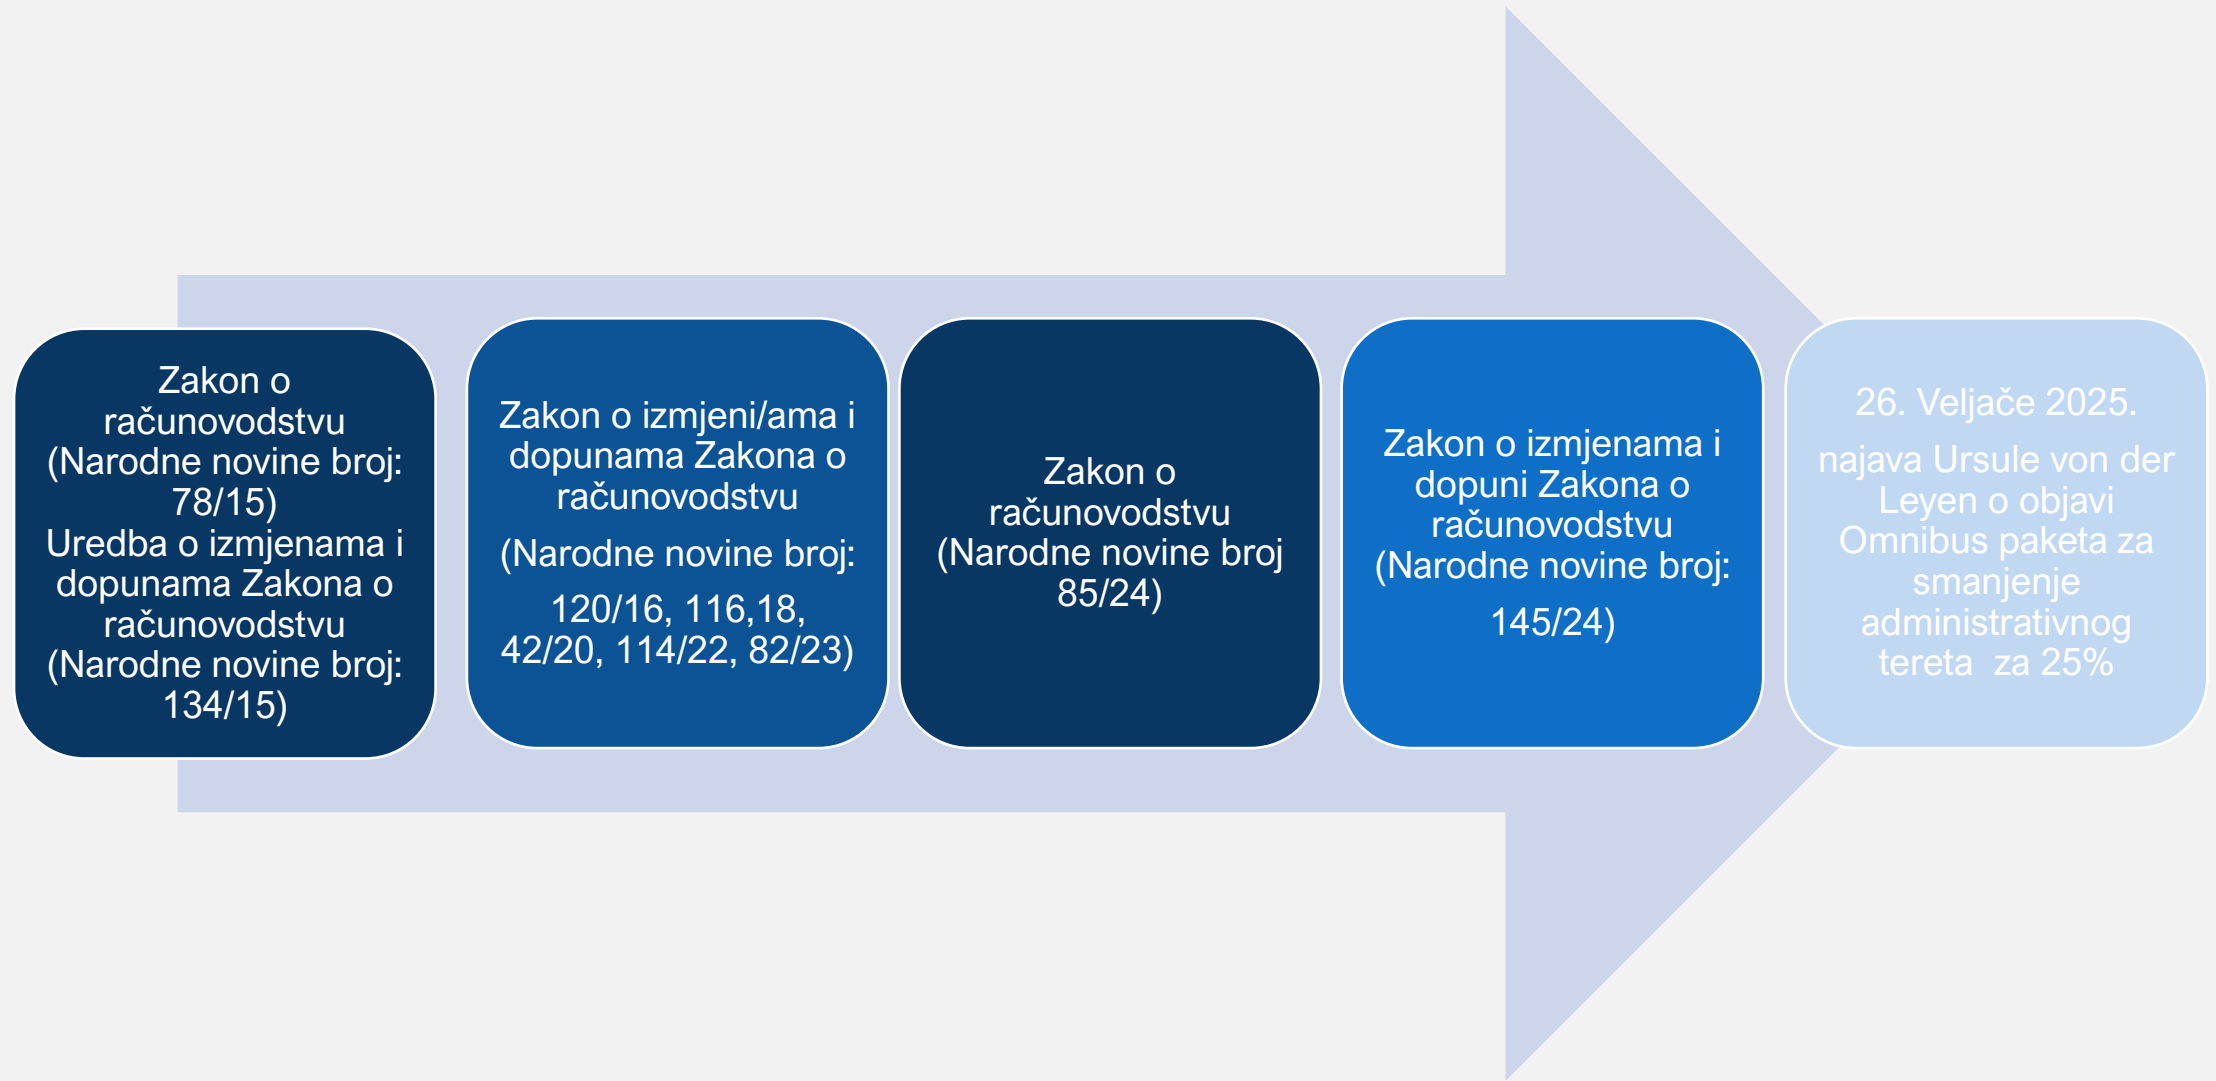 Zakon o
računovodstvu
(Narodne novine broj:
78/15)
Uredba o izmjenama i
dopunama Zakona o
računovodstvu
(Narodne novine broj:
134/15)
Zakon o izmjeni/ama i
dopunama Zakona o
računovodstvu
(Narodne novine broj:
120/16, 116,18,
42/20, 114/22, 82/23)
Zakon o
računovodstvu
(Narodne novine broj
85/24)
Zakon o izmjenama i
dopuni Zakona o
računovodstvu
(Narodne novine broj:
145/24)
26. Veljače 2025.
najava Ursule von der
Leyen o objavi
Omnibus paketa za
smanjenje
administrativnog
tereta  za 25%